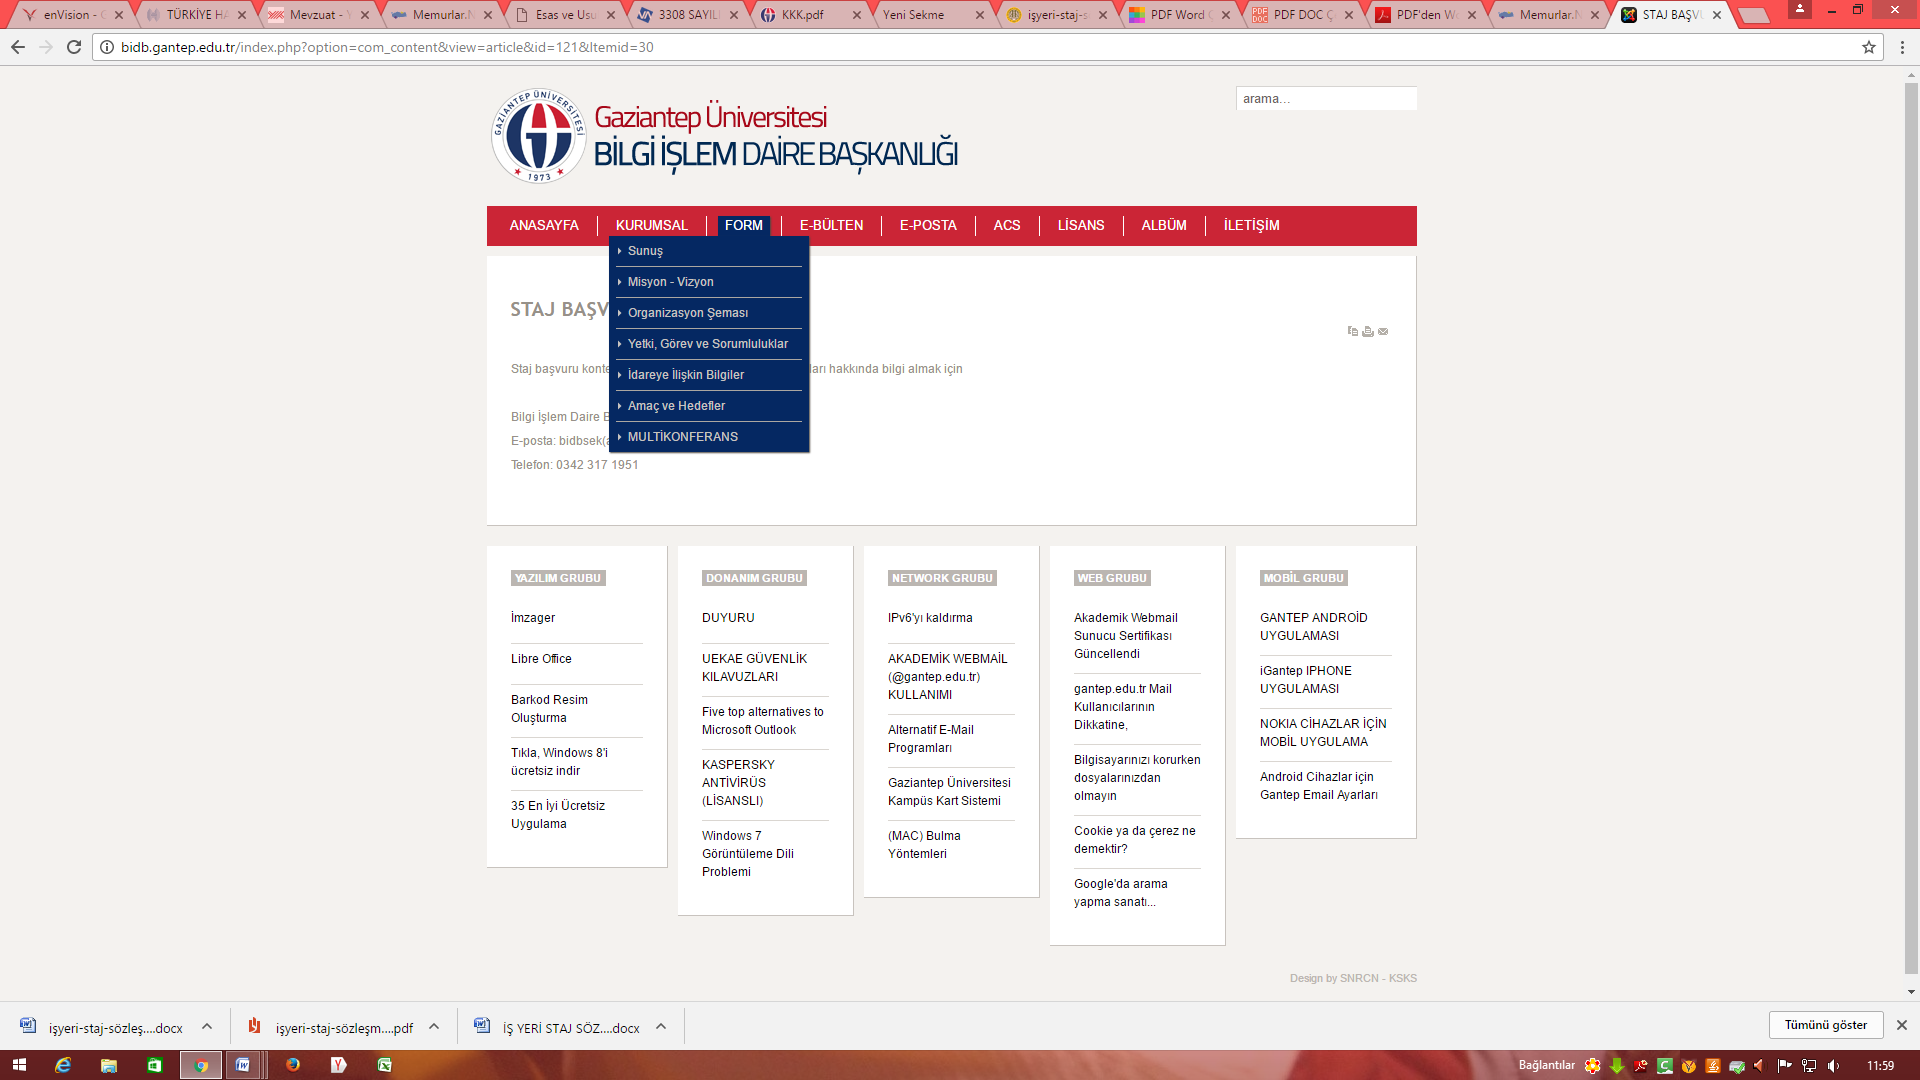 enVision - G
TÜRKİYE HA
Mevzuat - Y
Memurlar.N
Esas ve Usu
3308 SAYILI
KKK.pdf
Yeni Sekme
işyeri-staj-s
PDF Word Ç
PDF DOC Ç
PDF'den W
Memurlar.N
STAJ BAŞV
bidb.gantep.edu.tr/index.php?option=com_content&view=article&id=121&Itemid=30
GAZİANTEP ÜNİVERSİTESİ
1973
Gaziantep Üniversitesi
BİLGİ İŞLEM DAİRE BAŞKANLIĞI
arama...
ANASAYFA
KURUMSAL
FORM
E-BÜLTEN
E-POSTA
ACS
LİSANS
ALBÜM
İLETİŞİM
Sunuş
Misyon - Vizyon
Organizasyon Şeması
Yetki, Görev ve Sorumluluklar
İdareye İlişkin Bilgiler
Amaç ve Hedefler
MULTİKONFERANS
STAJ BAŞV
Staj başvuru konte ları hakkında bilgi almak için
Bilgi İşlem Daire B
E-posta: bidbsek(a
Telefon: 0342 317 1951
YAZILIM GRUBU
İmzager
Libre Office
Barkod Resim
Oluşturma
Tıkla, Windows 8'i
ücretsiz indir
35 En İyi Ücretsiz
Uygulama
DONANIM GRUBU
DUYURU
UEKAE GÜVENLİK
KILAVUZLARI
Five top alternatives to
Microsoft Outlook
KASPERSKY
ANTİVİRÜS
(LİSANSLI)
Windows 7
Görüntüleme Dili
Problemi
NETWORK GRUBU
IPv6'yı kaldırma
AKADEMİK WEBMAİL
(@gantep.edu.tr)
KULLANIMI
Alternatif E-Mail
Programları
Gaziantep Üniversitesi
Kampüs Kart Sistemi
(MAC) Bulma
Yöntemleri
WEB GRUBU
Akademik Webmail
Sunucu Sertifikası
Güncellendi
gantep.edu.tr Mail
Kullanıcılarının
Dikkatine,
Bilgisayarınızı korurken
dosyalarınızdan
olmayın
Cookie ya da çerez ne
demektir?
Google'da arama
yapma sanatı...
MOBİL GRUBU
GANTEP ANDROİD
UYGULAMASI
iGantep IPHONE
UYGULAMASI
NOKIA CİHAZLAR İÇİN
MOBİL UYGULAMA
Android Cihazlar için
Gantep Email Ayarları
Design by SNRCN - KSKS
işyeri-staj-sözleş....docx
işyeri-staj-sözleşm....pdf
İŞ YERİ STAJ SÖZ....docx
Tümünü göster
Bağlantılar
11:59